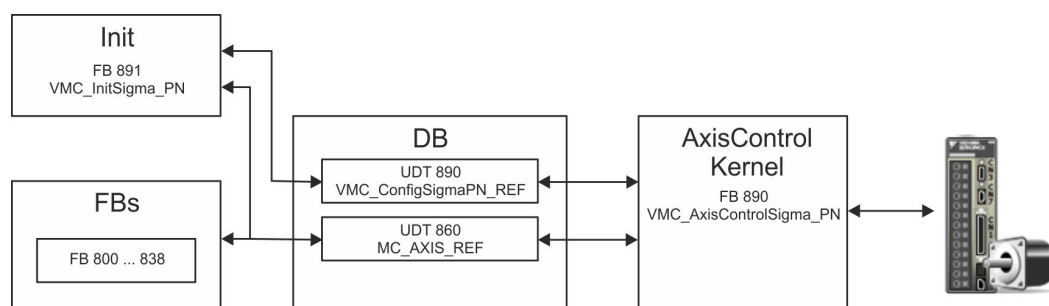 Init
FB 891
VMC_InitSigma_PN
FBs
FB 800 ... 838
DB
UDT 890
VMC_ConfigSigmaPN_REF
UDT 860
MC_AXIS_REF
AxisControl
Kernel
FB 890
VMC_AxisControlSigma_PN